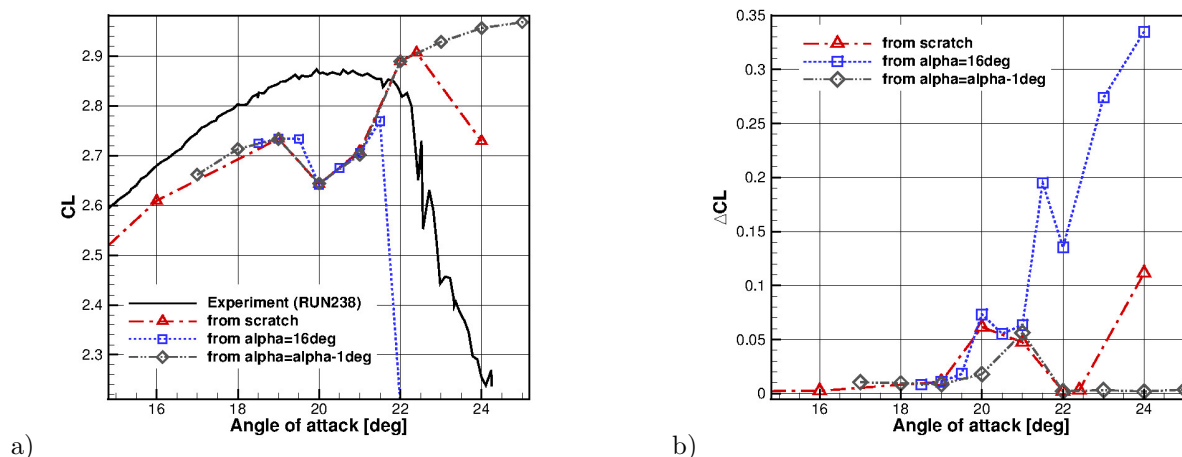 CL
2.9
2.8
2.7
2.6
2.5
2.4
2.3
Experiment (RUN238)
from scratch
from alpha=16deg
from alpha=alpha-1deg
16 18 20 22 24
Angle of attack [deg]
a)
△CL
0.35
0.3
0.25
0.2
0.15
0.1
0.05
0
from scratch
from alpha=16deg
from alpha=alpha-1deg
16 18 20 22 24
Angle of attack [deg]
b)